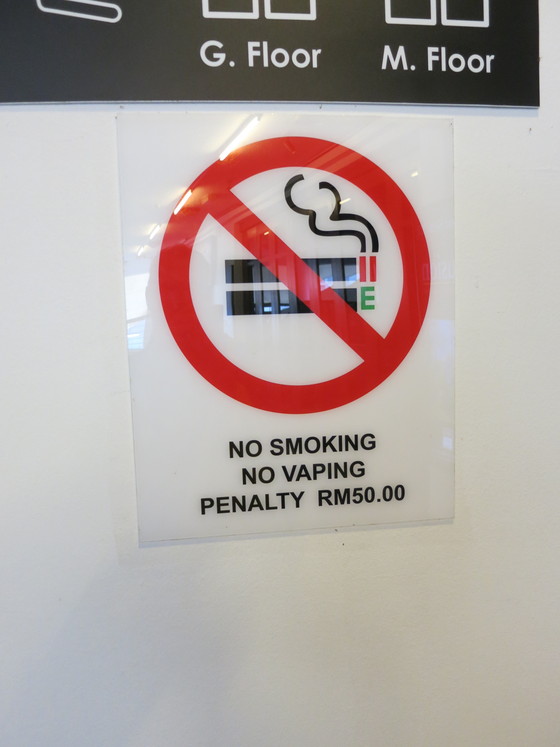 G. Floor M. Floor
E
NO SMOKING
NO VAPING
PENALTY RM50.00